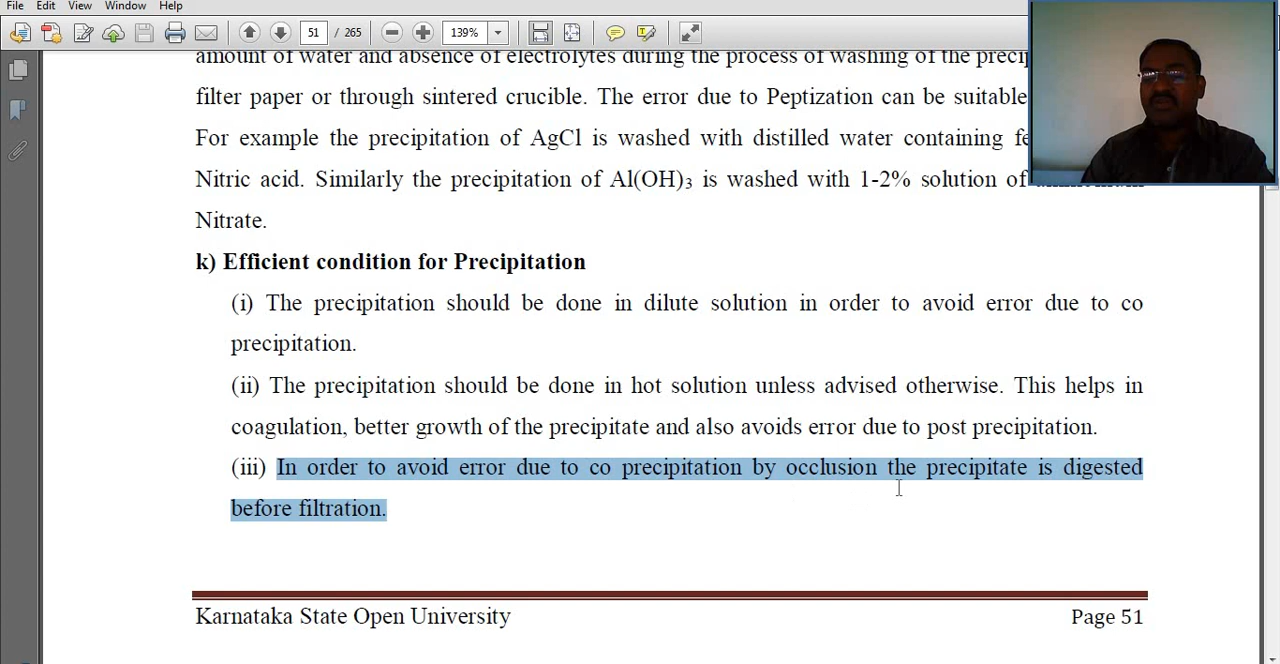 File Edit View Window Help
51 / 265 139%
amount of water and absence of electrolytes during the process of washing of the
filter paper or through sintered crucible. The error due to Peptization can be
For example the precipitation of AgCl is washed with distilled water containing
Nitric acid. Similarly the precipitation of Al(OH)₃ is washed with 1-2% solution of
Nitrate.
k) Efficient condition for Precipitation
(i) The precipitation should be done in dilute solution in order to avoid error due to co
precipitation.
(ii) The precipitation should be done in hot solution unless advised otherwise. This helps in
coagulation, better growth of the precipitate and also avoids error due to post precipitation.
(iii) In order to avoid error due to co precipitation by occlusion the precipitate is digested
before filtration.
Karnataka State Open University Page 51